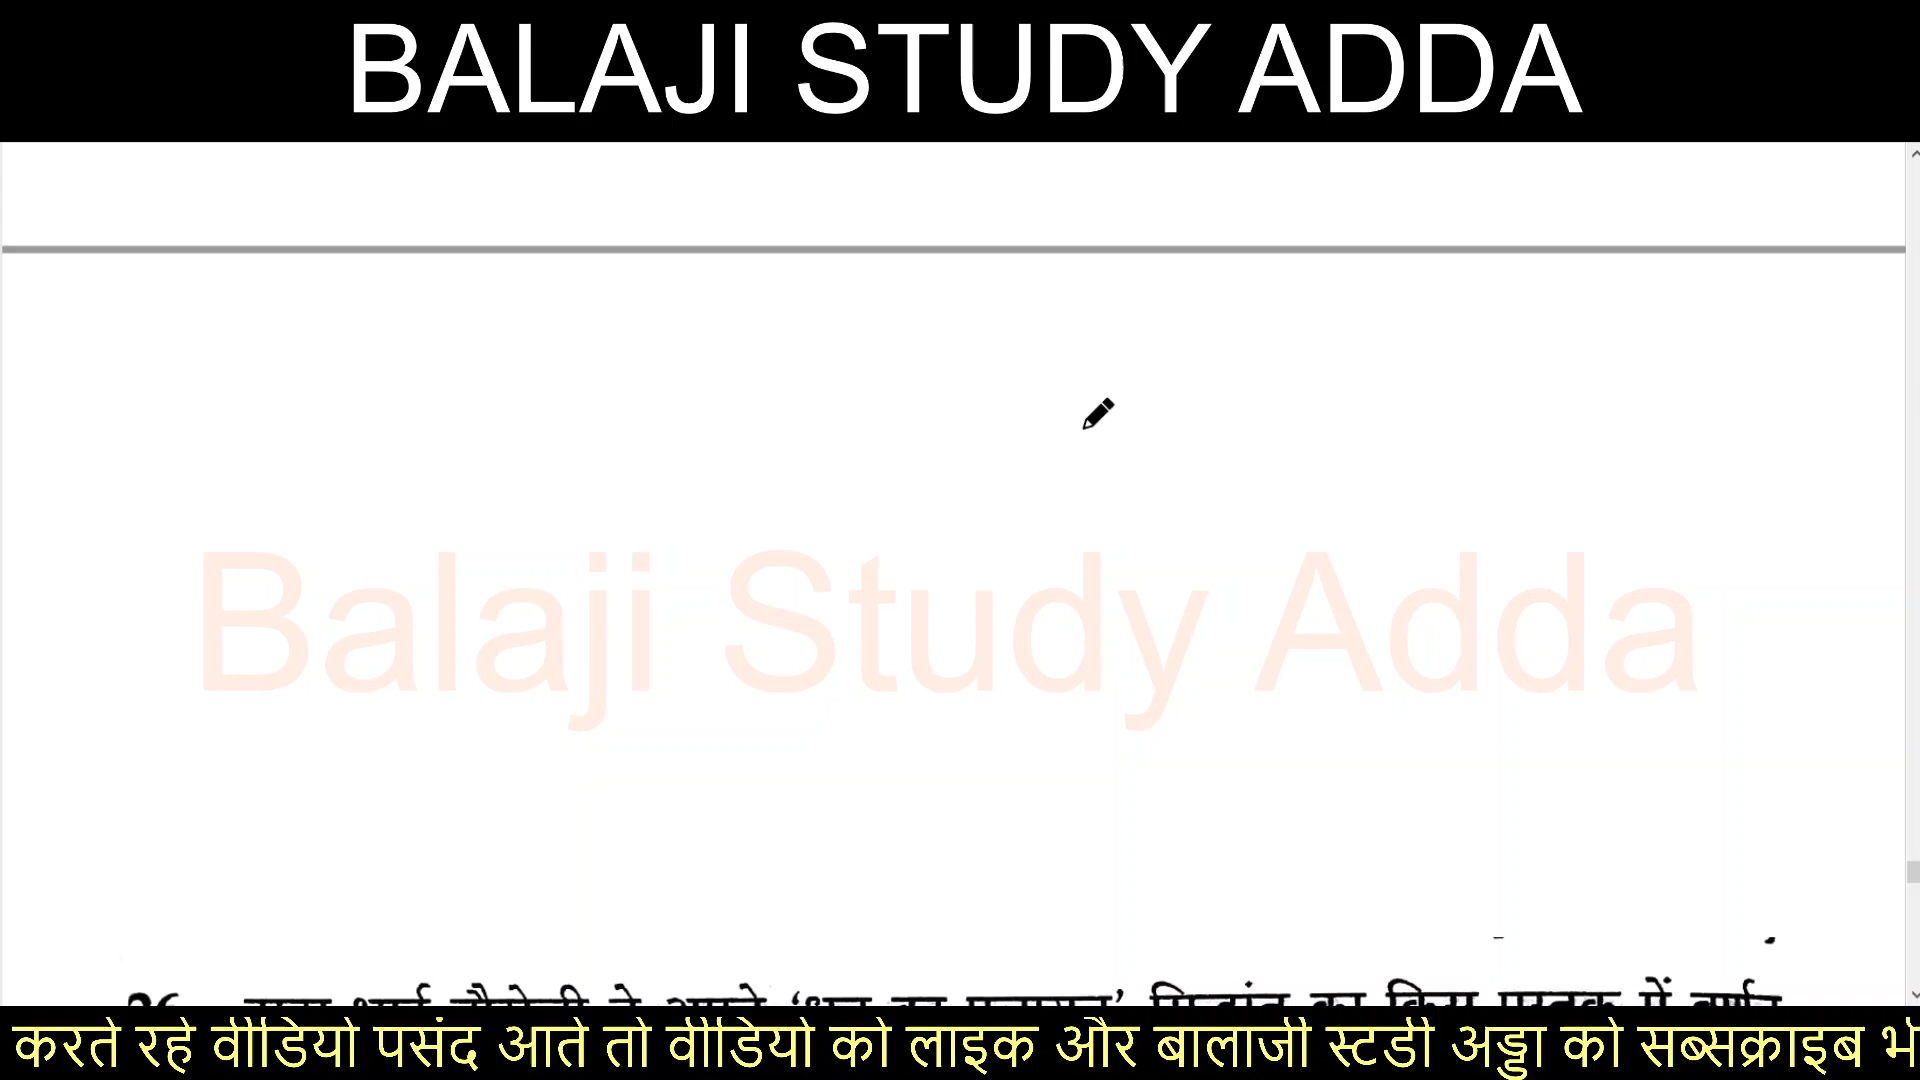 BALAJI STUDY ADDA
Balaji Study Adda
करते रहे वीडियो पसंद आते तो वीडियो को लाइक और बालाजी स्टडी अड्डा को सब्सक्राइब